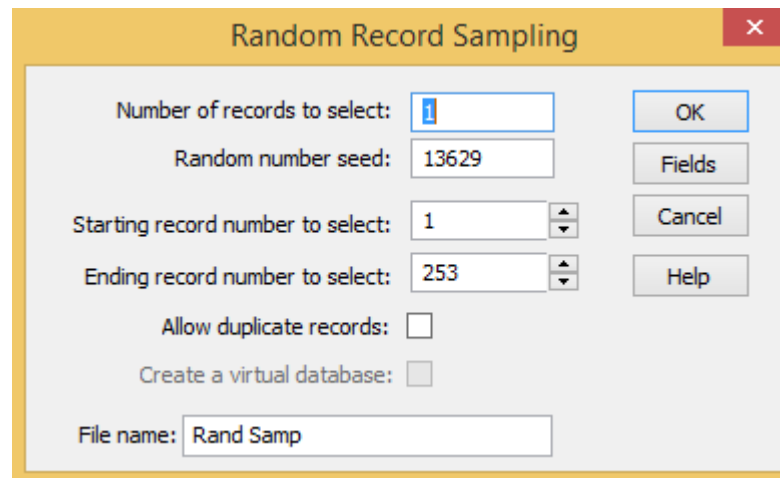 Random Record Sampling
Number of records to select: 1 OK
Random number seed: 13629 Fields
Starting record number to select: 1 Cancel
Ending record number to select: 253 Help
Allow duplicate records:
Create a virtual database:
File name: Rand Samp